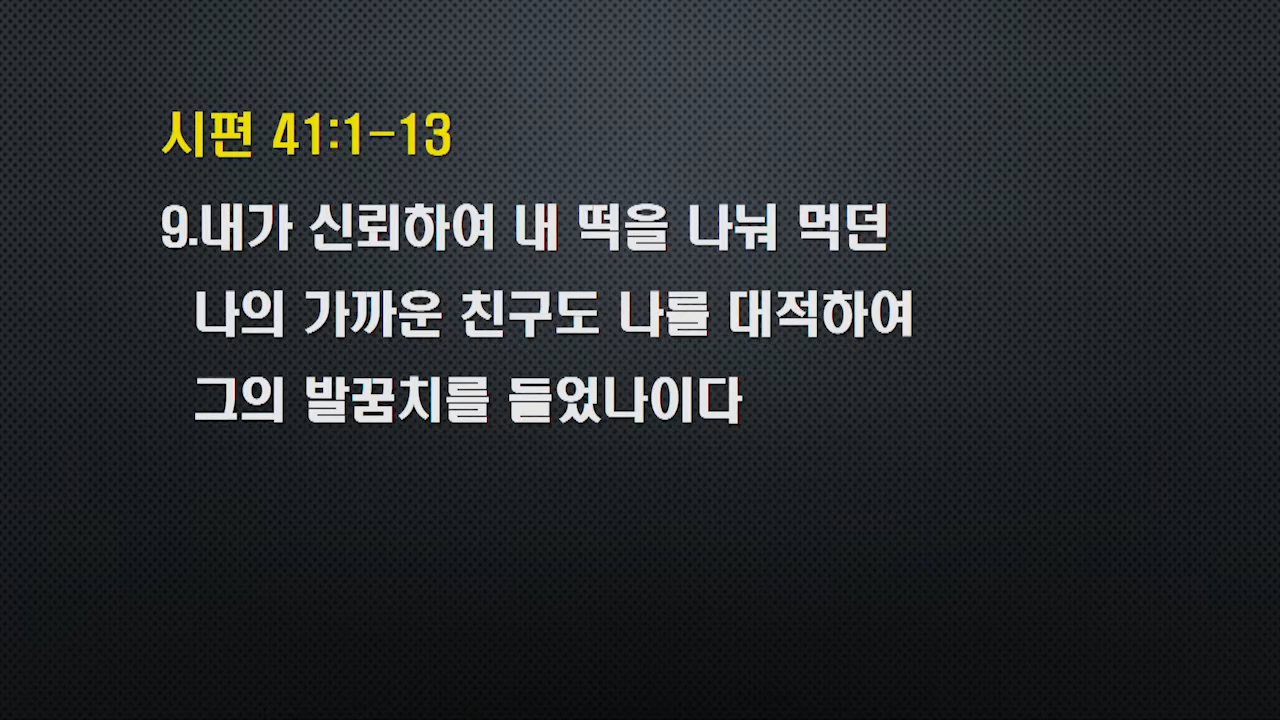 시편 41:1-13
9.내가 신뢰하여 내 떡을 나눠 먹던
나의 가까운 친구도 나를 대적하여
그의 발꿈치를 들었나이다